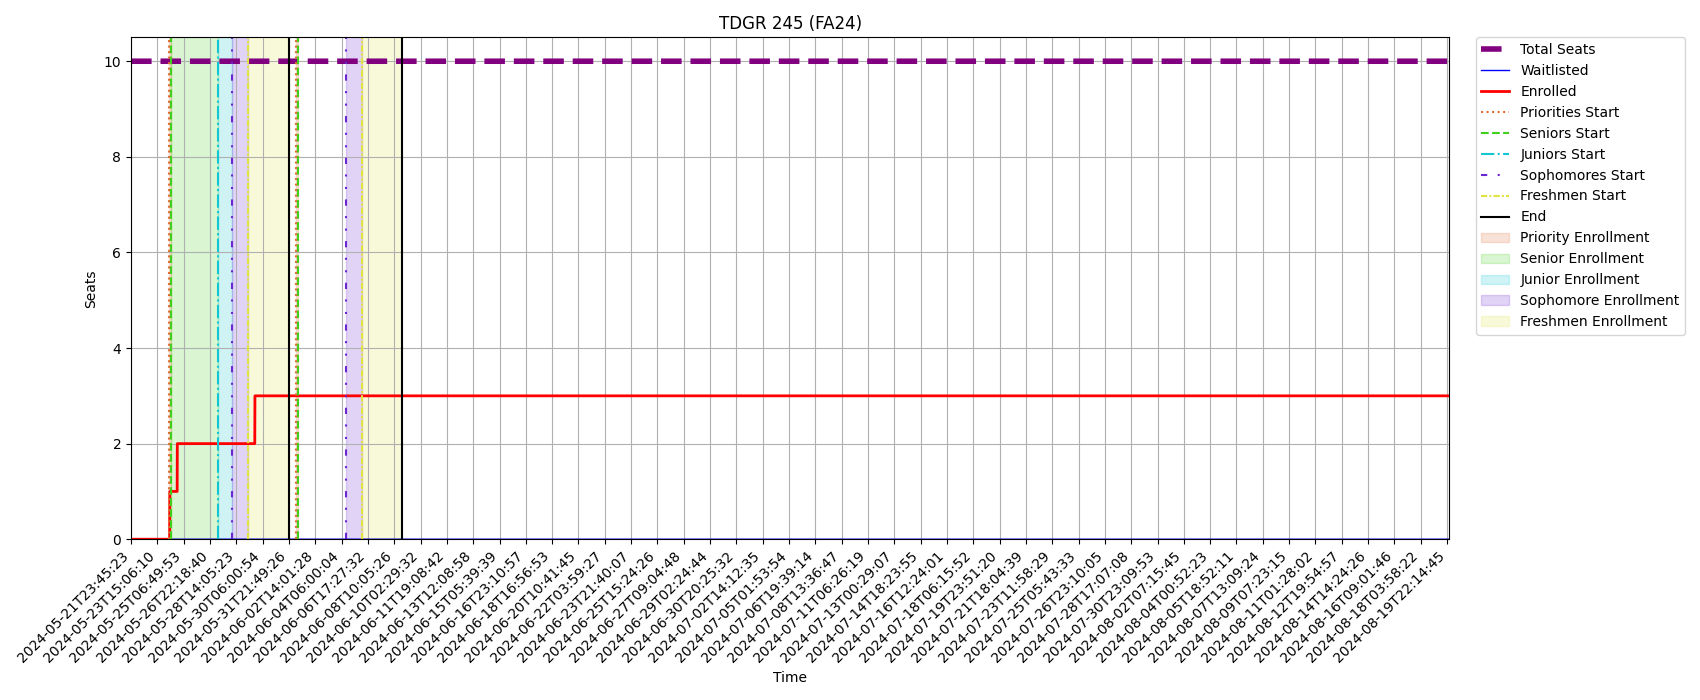 TDGR 245 (FA24)
Total Seats
Waitlisted
Enrolled
Priorities Start
Seniors Start
Juniors Start
Sophomores Start
Freshmen Start
End
Priority Enrollment
Senior Enrollment
Junior Enrollment
Sophomore Enrollment
Freshmen Enrollment
Seats
10
8
6
4
2
0
2024-05-21T23:45:23
2024-05-23T15:06:10
2024-05-25T06:49:53
2024-05-26T22:18:40
2024-05-28T14:05:23
2024-05-30T06:00:54
2024-05-31T21:49:26
2024-06-02T14:01:28
2024-06-04T06:00:04
2024-06-06T17:27:32
2024-06-08T10:05:26
2024-06-10T02:29:32
2024-06-11T19:08:42
2024-06-13T12:08:58
2024-06-15T05:39:39
2024-06-16T23:10:57
2024-06-18T16:56:53
2024-06-20T10:41:45
2024-06-22T03:59:27
2024-06-23T21:40:07
2024-06-25T15:24:26
2024-06-27T09:04:48
2024-06-29T02:24:44
2024-06-30T20:25:32
2024-07-02T14:12:35
2024-07-05T01:53:54
2024-07-06T19:39:14
2024-07-08T13:36:47
2024-07-11T06:26:19
2024-07-13T00:29:07
2024-07-14T18:23:55
2024-07-16T12:24:01
2024-07-18T06:15:52
2024-07-19T23:51:20
2024-07-21T18:04:39
2024-07-23T11:58:29
2024-07-25T05:43:33
2024-07-26T23:10:05
2024-07-28T17:07:08
2024-07-30T23:09:53
2024-08-02T07:15:45
2024-08-04T00:52:23
2024-08-05T18:52:11
2024-08-07T13:09:24
2024-08-09T07:23:15
2024-08-11T01:28:02
2024-08-12T19:54:57
2024-08-14T14:24:26
2024-08-16T09:01:46
2024-08-18T03:58:22
2024-08-19T22:14:45
Time